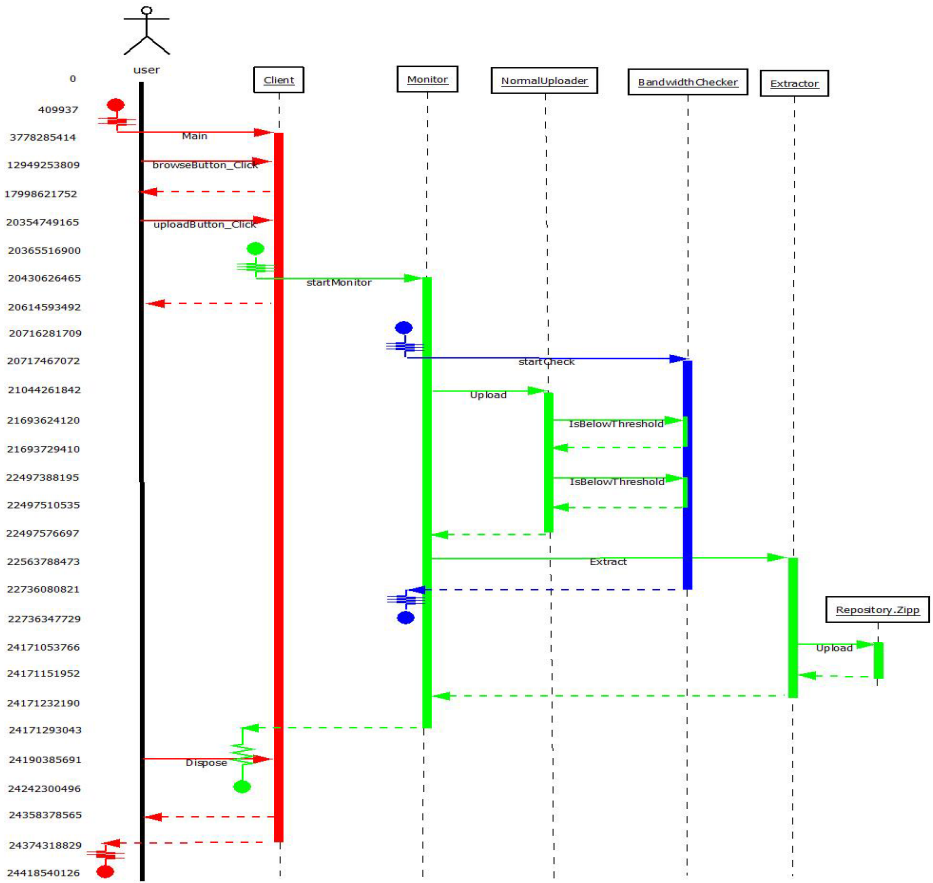 user
Client
Monitor
NormalUploader
BandwidthChecker
Extractor
0
409937
3778285414
Main
12949253809
browseButton_Click
17998621752
20354749165
uploadButton_Click
20365516900
20430626465
startMonitor
20614593492
20716281709
20717467072
startCheck
21044261842
Upload
21693624120
IsBelowThreshold
21693729410
22497388195
IsBelowThreshold
22497510535
22497576697
22563788473
Extract
22736080821
Repository.Zipp
22736347729
24171053766
Upload
24171151952
24171232190
24171293043
24190385691
Dispose
24242300496
24358378565
24374318829
24418540126